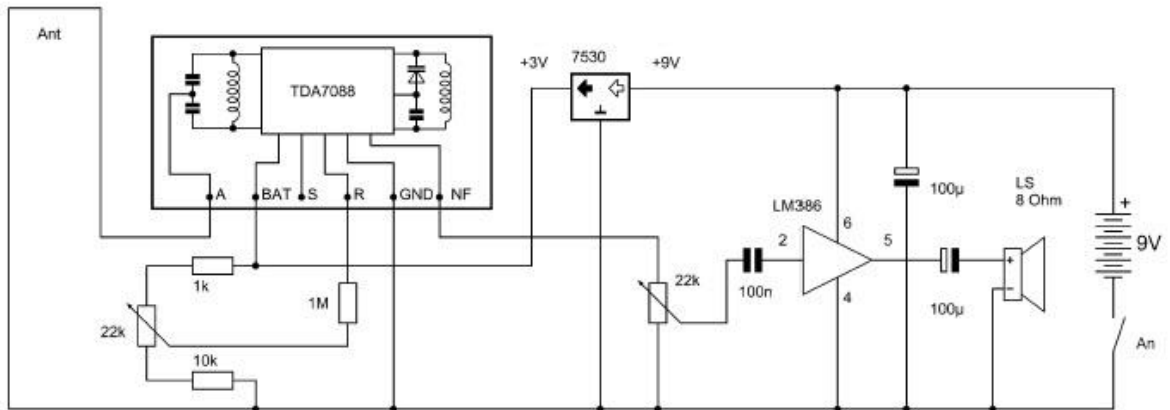 Ant
TDA7088
A
BAT
S
R
GND
NF
1k
22k
1M
10k
+3V
7530
+9V
22k
100n
LM386
2
6
5
4
100µ
100µ
LS
8 Ohm
+
-
+
9V
An